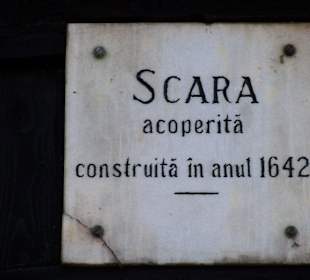 SCARA
acoperită
construită în anul 1642